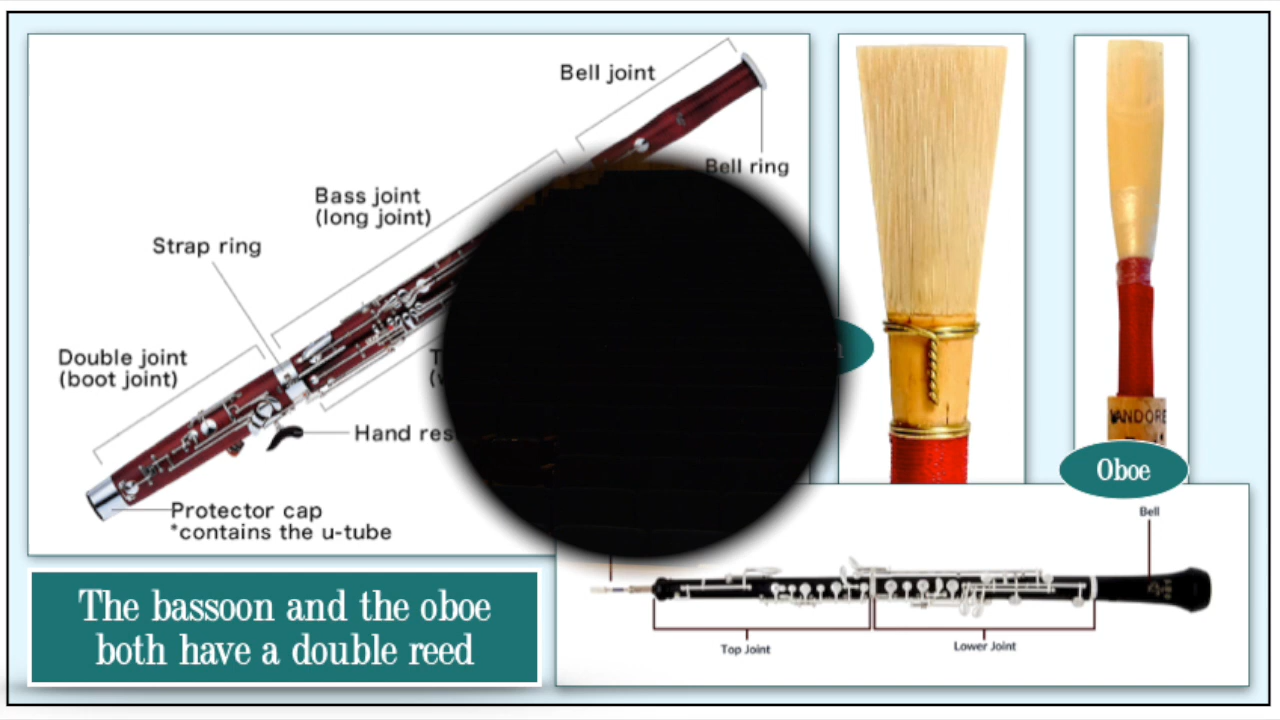 Bell joint
Bell ring
Bass joint
(long joint)
Strap ring
Double joint
(boot joint)
Hand
Protector cap
*contains the u-tube
VANDORE
Oboe
Bell
Top Joint
Lower Joint
The bassoon and the oboe
both have a double reed